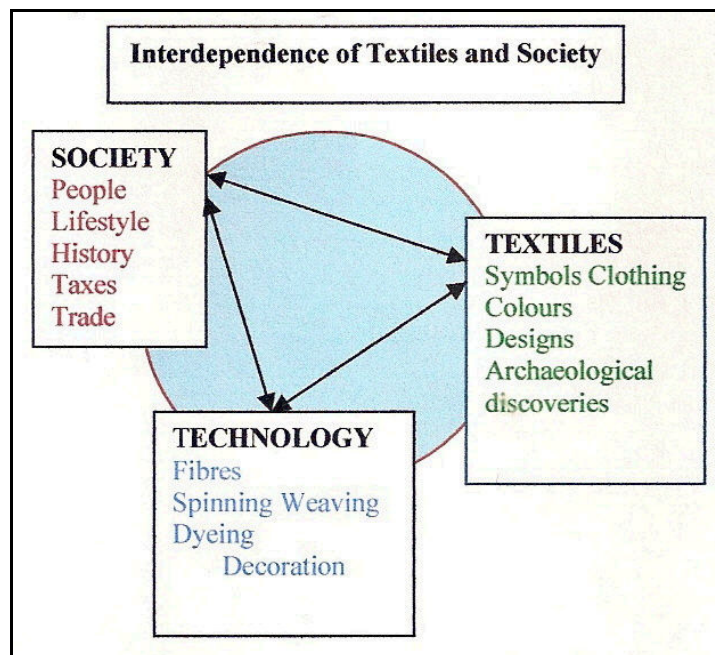 Interdependence of Textiles and Society
SOCIETY
People
Lifestyle
History
Taxes
Trade
TEXTILES
Symbols Clothing
Colours
Designs
Archaeological
discoveries
TECHNOLOGY
Fibres
Spinning Weaving
Dyeing
Decoration